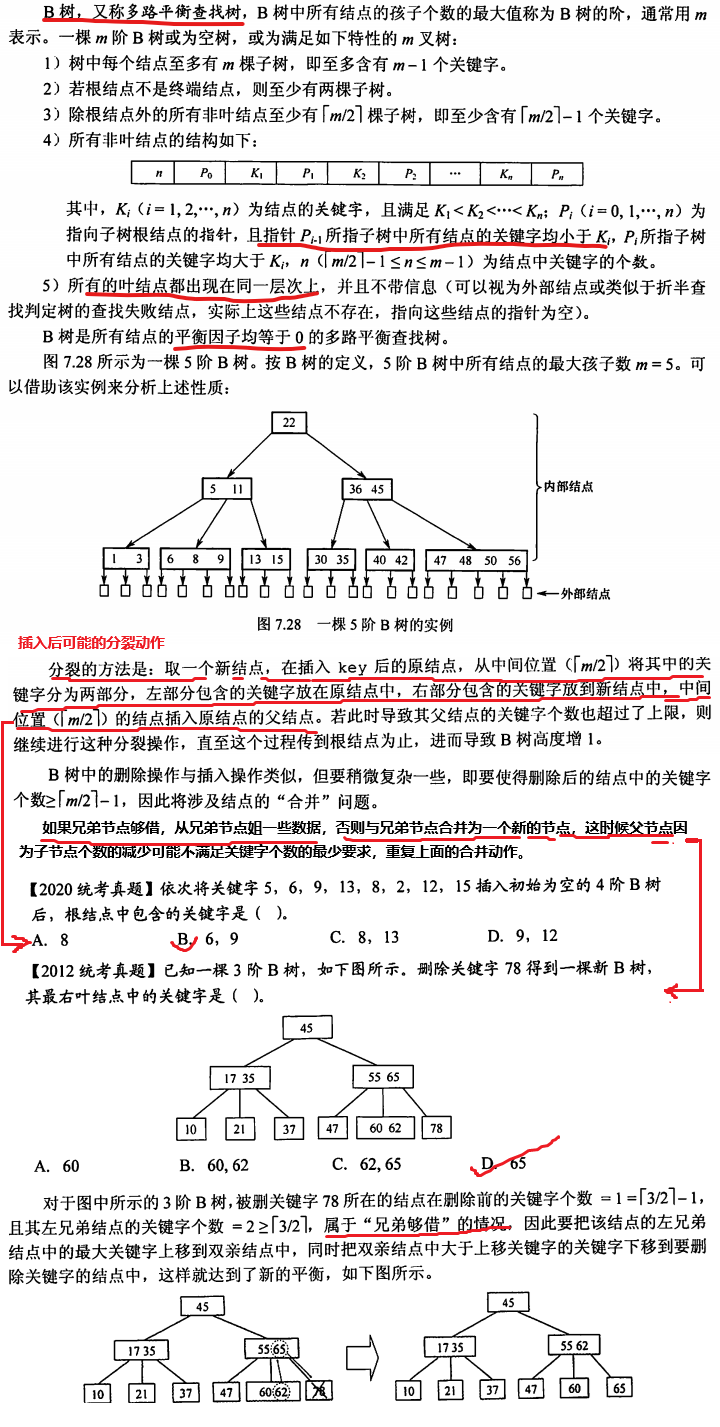 B树，又称多路平衡查找树，B 树中所有结点的孩子个数的最大值称为 B 树的阶，通常用 m
表示。一棵 m 阶 B 树或为空树，或为满足如下特性的 m 叉树：
1）树中每个结点至多有 m 棵子树，即至多含有 m－1 个关键字。
2）若根结点不是终端结点，则至少有两棵子树。
3）除根结点外的所有非叶结点至少有⌈m/2⌉棵子树，即至少含有⌈m/2⌉－1 个关键字。
4）所有非叶结点的结构如下：
n P₀ K₁ P₁ K₂ P₂ … Kₙ Pₙ
其中，Kᵢ（i = 1, 2,…, n）为结点的关键字，且满足 K₁ < K₂ <…< Kₙ；Pᵢ（i = 0, 1,…, n）为
指向子树根结点的指针，且指针 Pᵢ₋₁ 所指子树中所有结点的关键字均小于 Kᵢ，Pᵢ 所指子树
中所有结点的关键字均大于 Kᵢ，n（⌈m/2⌉－1 ≤ n ≤ m－1）为结点中关键字的个数。
5）所有的叶结点都出现在同一层次上，并且不带信息（可以视为外部结点或类似于折半查
找判定树的查找失败结点，实际上这些结点不存在，指向这些结点的指针为空）。
B 树是所有结点的平衡因子均等于 0 的多路平衡查找树。
图 7.28 所示为一棵 5 阶 B 树。按 B 树的定义，5 阶 B 树中所有结点的最大孩子数 m = 5。可
以借助该实例来分析上述性质：
22
5 11 36 45
内部结点
1 3 6 8 9 13 15 30 35 40 42 47 48 50 56
外部结点
图 7.28 一棵 5 阶 B 树的实例
插入后可能的分裂动作
分裂的方法是：取一个新结点，在插入 key 后的原结点，从中间位置（⌈m/2⌉）将其中的关
键字分为两部分，左部分包含的关键字放在原结点中，右部分包含的关键字放到新结点中，中间
位置（⌈m/2⌉）的结点插入原结点的父结点。若此时导致其父结点的关键字个数也超过了上限，则
继续进行这种分裂操作，直至这个过程传到根结点为止，进而导致 B 树高度增 1。
B 树中的删除操作与插入操作类似，但要稍微复杂一些，即要使得删除后的结点中的关键字
个数≥⌈m/2⌉－1，因此将涉及结点的“合并”问题。
如果兄弟节点够借，从兄弟节点姐一些数据，否则与兄弟节点合并为一个新的节点，这时候父节点因
为子节点个数的减少可能不满足关键字个数的最少要求，重复上面的合并动作。
【2020 统考真题】依次将关键字 5，6，9，13，8，2，12，15 插入初始为空的 4 阶 B 树
后，根结点中包含的关键字是（ ）。
A. 8 B. 6，9 C. 8，13 D. 9，12
【2012 统考真题】已知一棵 3 阶 B 树，如下图所示。删除关键字 78 得到一棵新 B 树，
其最右叶结点中的关键字是（ ）。
45
17 35 55 65
10 21 37 47 60 62 78
A. 60 B. 60, 62 C. 62, 65 D. 65
对于图中所示的 3 阶 B 树，被删关键字 78 所在的结点在删除前的关键字个数 = 1 = ⌈3/2⌉－1，
且其左兄弟结点的关键字个数 = 2 ≥ ⌈3/2⌉，属于“兄弟够借”的情况，因此要把该结点的左兄弟
结点中的最大关键字上移到双亲结点中，同时把双亲结点中大于上移关键字的关键字下移到要删
除关键字的结点中，这样就达到了新的平衡，如下图所示。
45 45
17 35 55 65 17 35 55 62
10 21 37 47 60 62 78 10 21 37 47 60 65